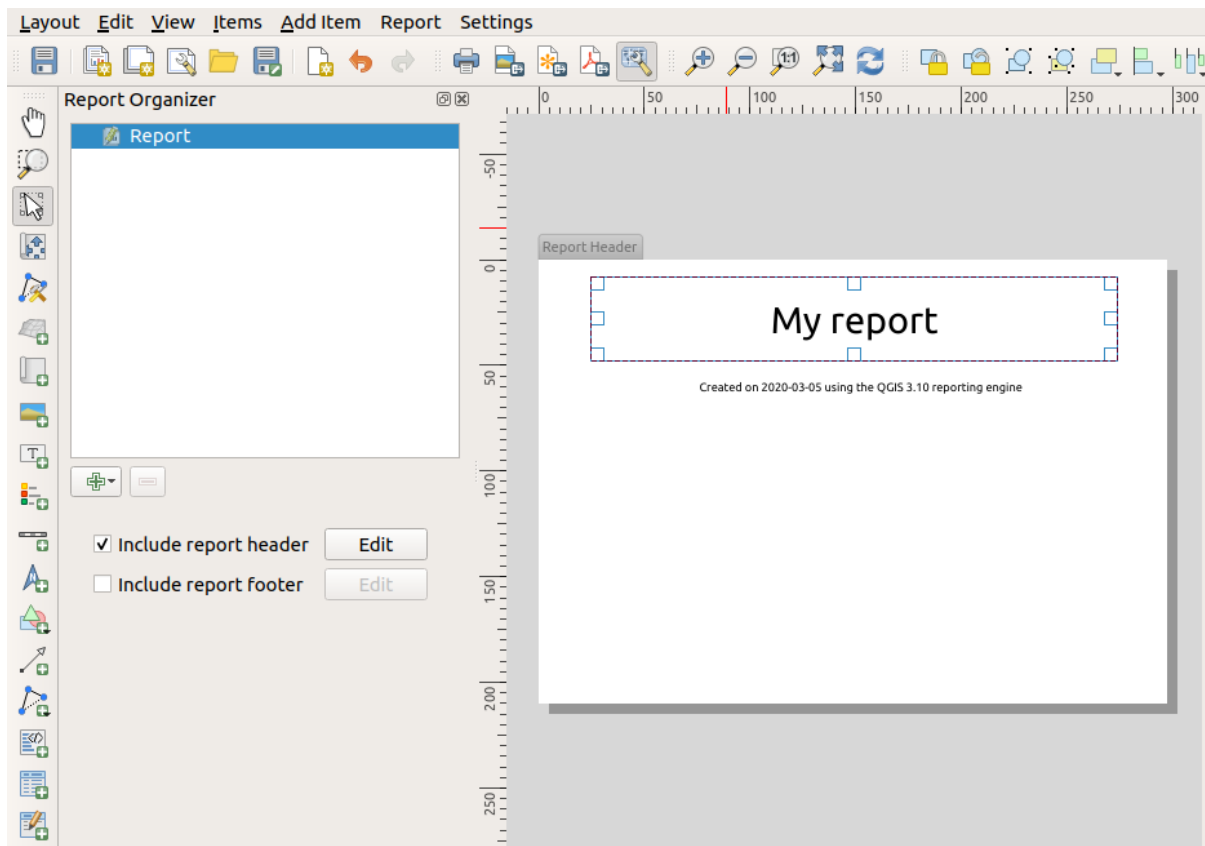 Layout Edit View Items Add Item Report Settings
1:1
Report Organizer
Report
Include report header Edit
Include report footer Edit
0 50 100 150 200 250 300
-50
0
50
100
150
200
250
Report Header
My report
Created on 2020-03-05 using the QGIS 3.10 reporting engine
T